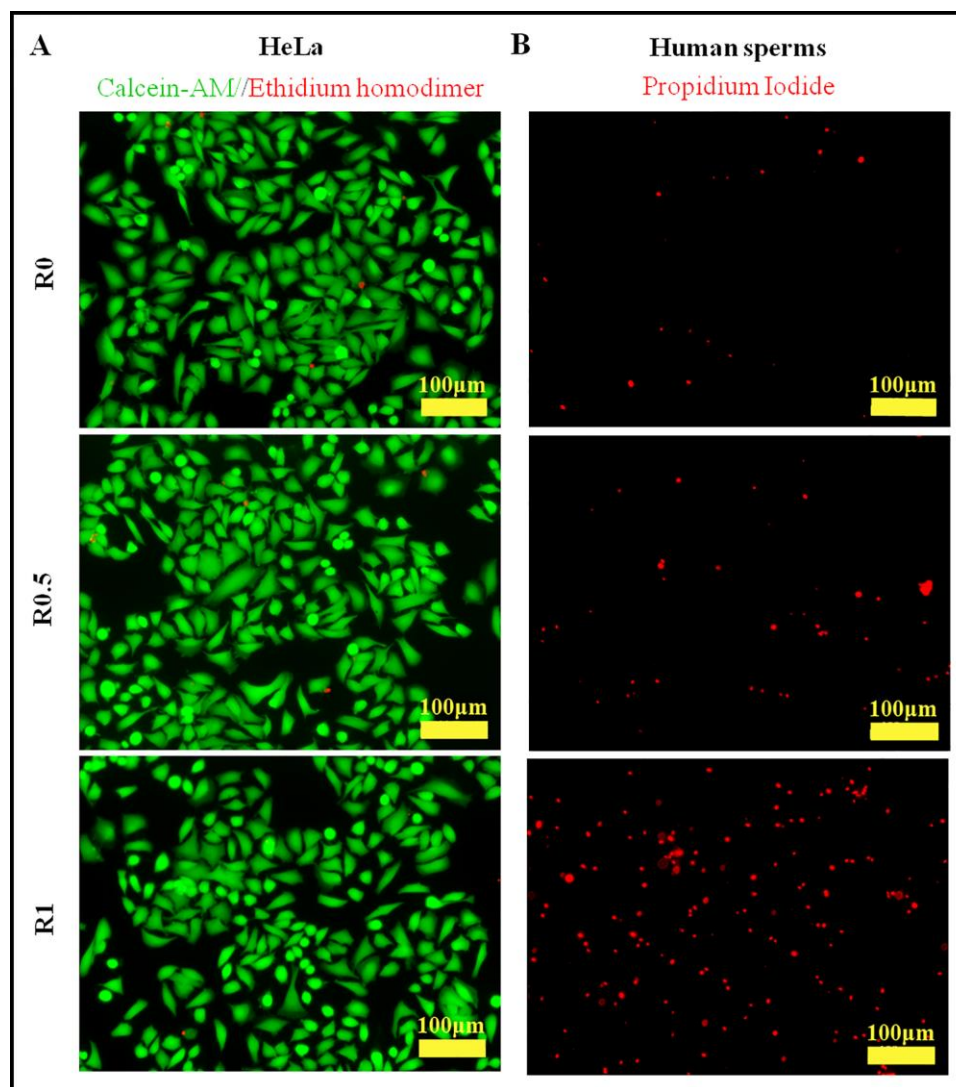 A
HeLa
B
Human sperms
Calcein-AM//Ethidium homodimer
Propidium Iodide
R0
100µm
100µm
R0.5
100µm
100µm
R1
100µm
100µm